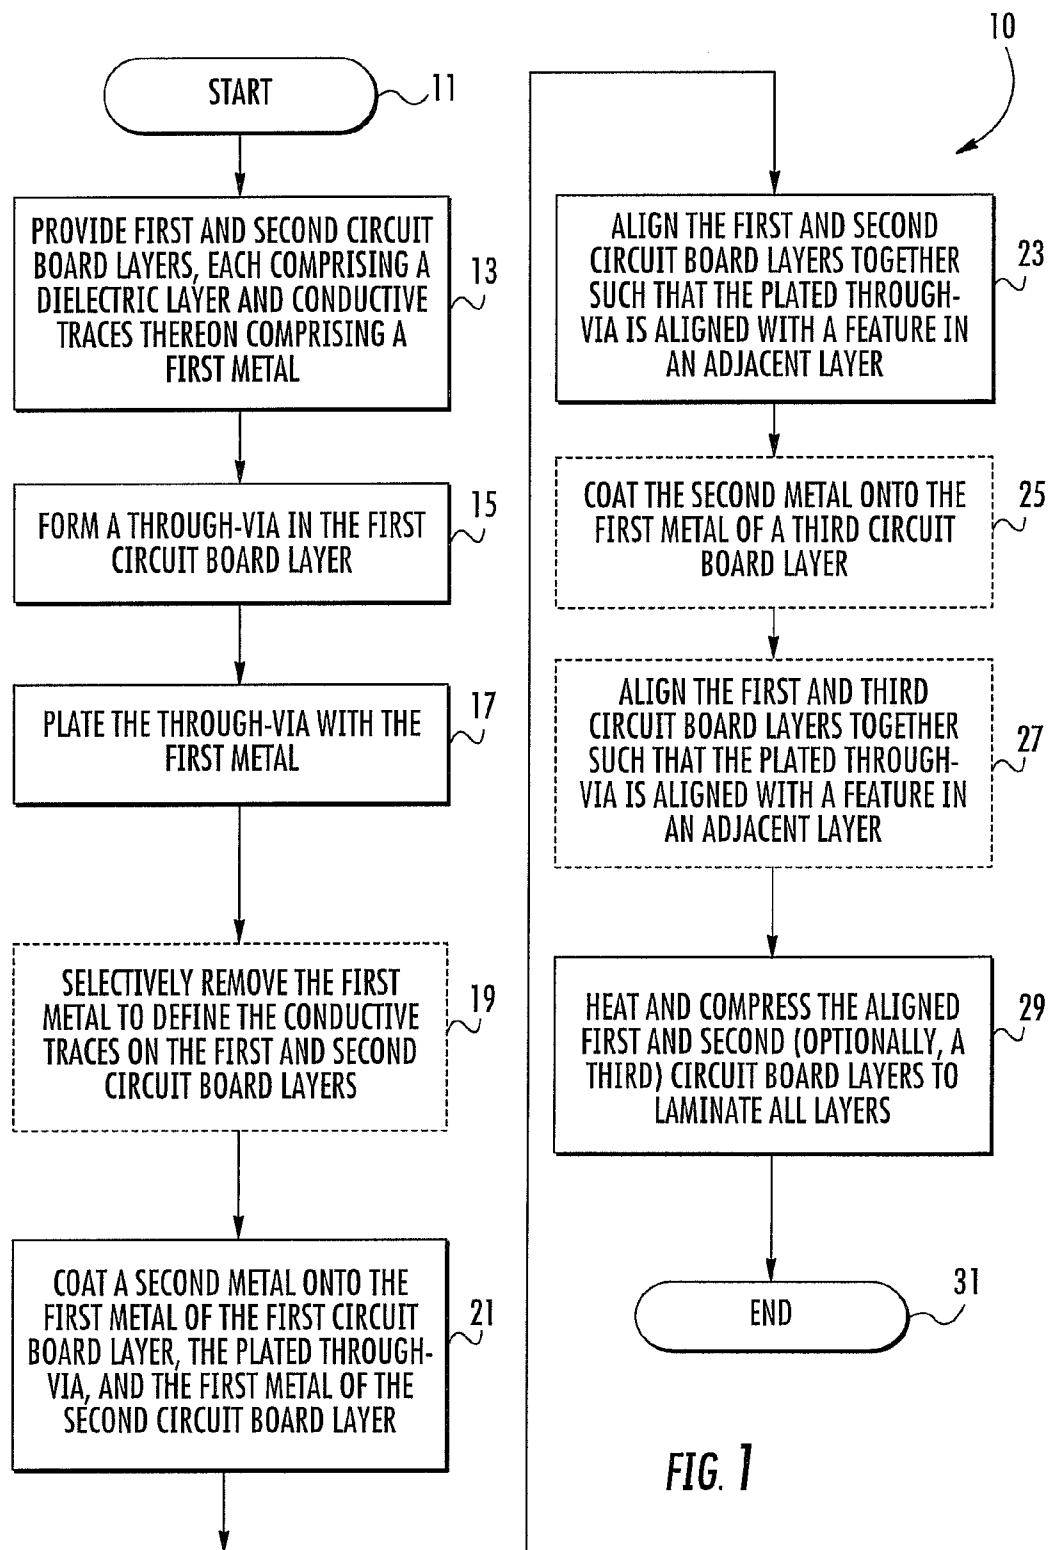 START
11
PROVIDE FIRST AND SECOND CIRCUIT
BOARD LAYERS, EACH COMPRISING A
DIELECTRIC LAYER AND CONDUCTIVE
TRACES THEREON COMPRISING A
FIRST METAL
13
FORM A THROUGH-VIA IN THE FIRST
CIRCUIT BOARD LAYER
15
PLATE THE THROUGH-VIA WITH THE
FIRST METAL
17
SELECTIVELY REMOVE THE FIRST
METAL TO DEFINE THE CONDUCTIVE
TRACES ON THE FIRST AND SECOND
CIRCUIT BOARD LAYERS
19
COAT A SECOND METAL ONTO THE
FIRST METAL OF THE FIRST CIRCUIT
BOARD LAYER, THE PLATED THROUGH-
VIA, AND THE FIRST METAL OF THE
SECOND CIRCUIT BOARD LAYER
21
10
ALIGN THE FIRST AND SECOND
CIRCUIT BOARD LAYERS TOGETHER
SUCH THAT THE PLATED THROUGH-
VIA IS ALIGNED WITH A FEATURE IN
AN ADJACENT LAYER
23
COAT THE SECOND METAL ONTO THE
FIRST METAL OF A THIRD CIRCUIT
BOARD LAYER
25
ALIGN THE FIRST AND THIRD
CIRCUIT BOARD LAYERS TOGETHER
SUCH THAT THE PLATED THROUGH-
VIA IS ALIGNED WITH A FEATURE IN
AN ADJACENT LAYER
27
HEAT AND COMPRESS THE ALIGNED
FIRST AND SECOND (OPTIONALLY, A
THIRD) CIRCUIT BOARD LAYERS TO
LAMINATE ALL LAYERS
29
END
31
FIG. 1